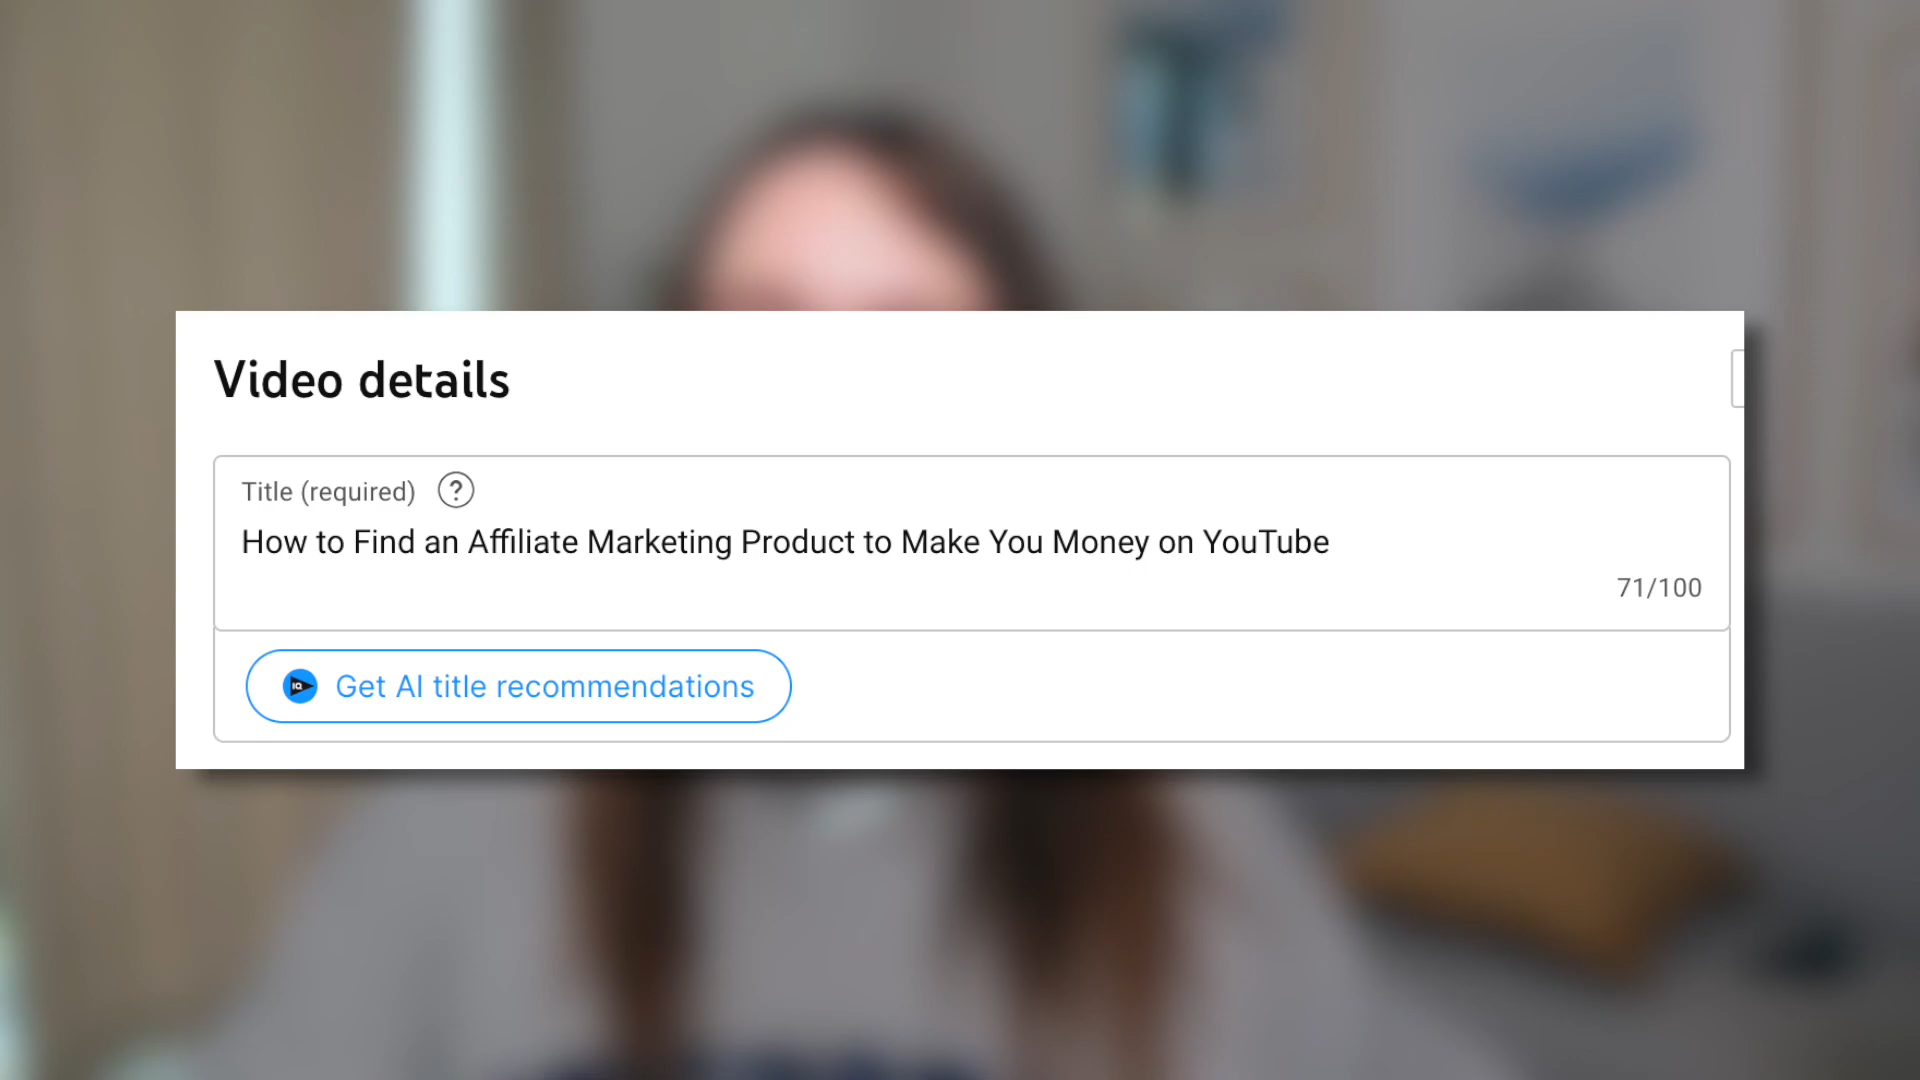 Video details
Title (required) ?
How to Find an Affiliate Marketing Product to Make You Money on YouTube
71/100
IQ Get AI title recommendations